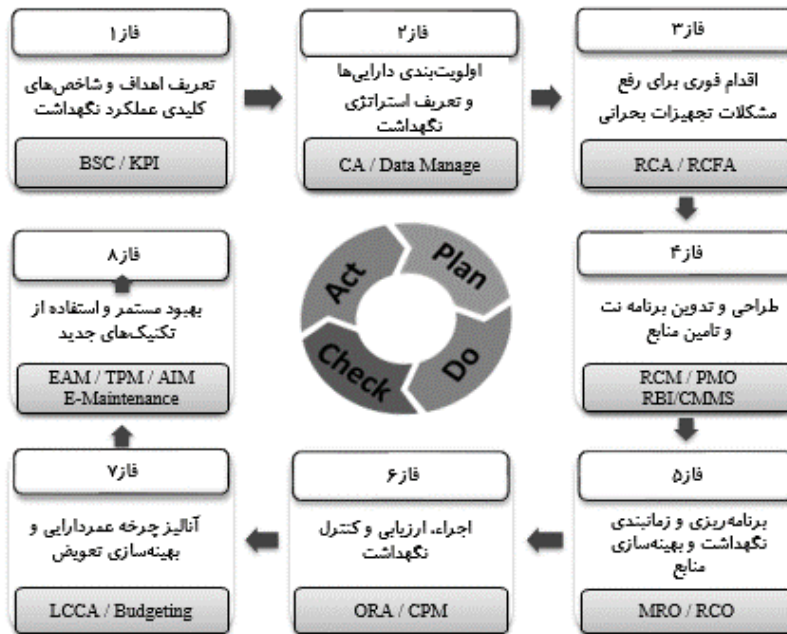 فاز۱
تعریف اهداف و شاخص‌های
کلیدی عملکرد نگهداشت
BSC / KPI
فاز۲
اولویت‌بندی دارایی‌ها
و تعریف استراتژی
نگهداشت
CA / Data Manage
فاز۳
اقدام فوری برای رفع
مشکلات تجهیزات بحرانی
RCA / RCFA
فاز۴
طراحی و تدوین برنامه نت
و تامین منابع
RCM / PMO
RBI/CMMS
فاز۵
برنامه‌ریزی و زمانبندی
نگهداشت و بهینه‌سازی
منابع
MRO / RCO
فاز۶
اجراء، ارزیابی و کنترل
نگهداشت
ORA / CPM
فاز۷
آنالیز چرخه عمردارایی و
بهینه‌سازی تعویض
LCCA / Budgeting
فاز۸
بهبود مستمر و استفاده از
تکنیک‌های جدید
EAM / TPM / AIM
E-Maintenance
Plan
Do
Check
Act